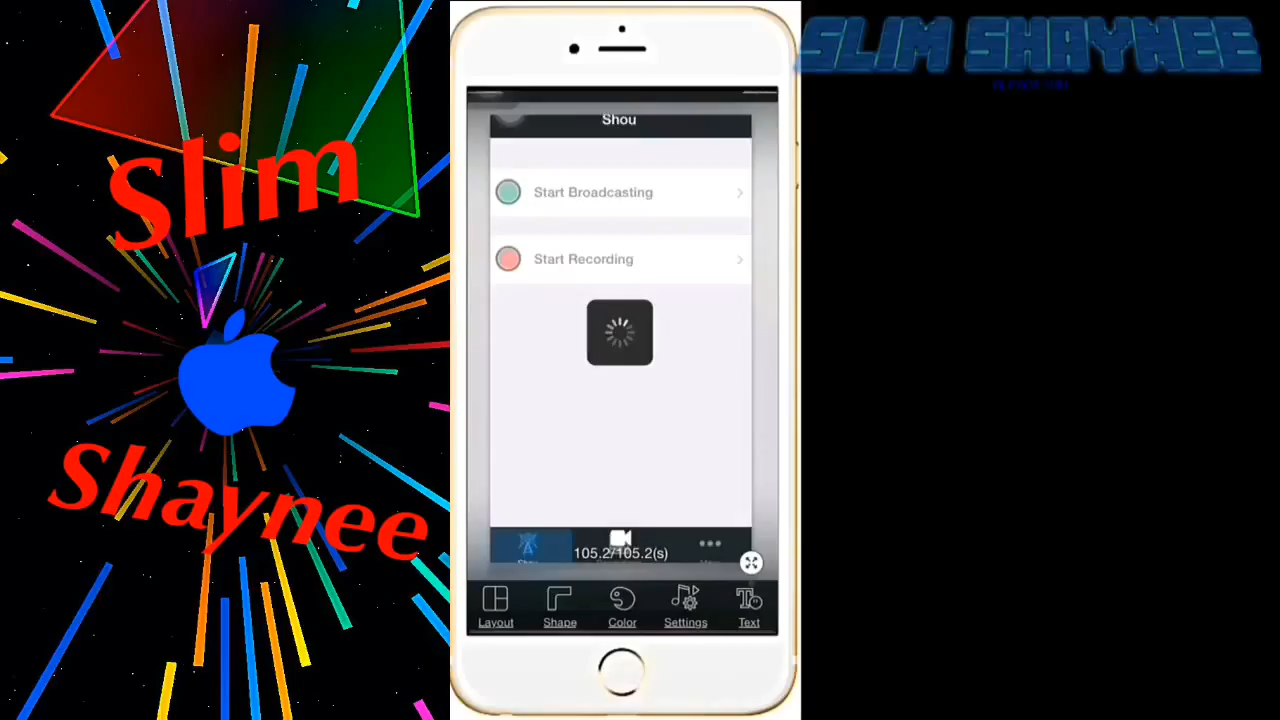 Slim
Shaynee
SLIM SHAYNEE
Shou
Start Broadcasting
Start Recording
105.2/105.2(s)
Layout
Shape
Color
Settings
Text